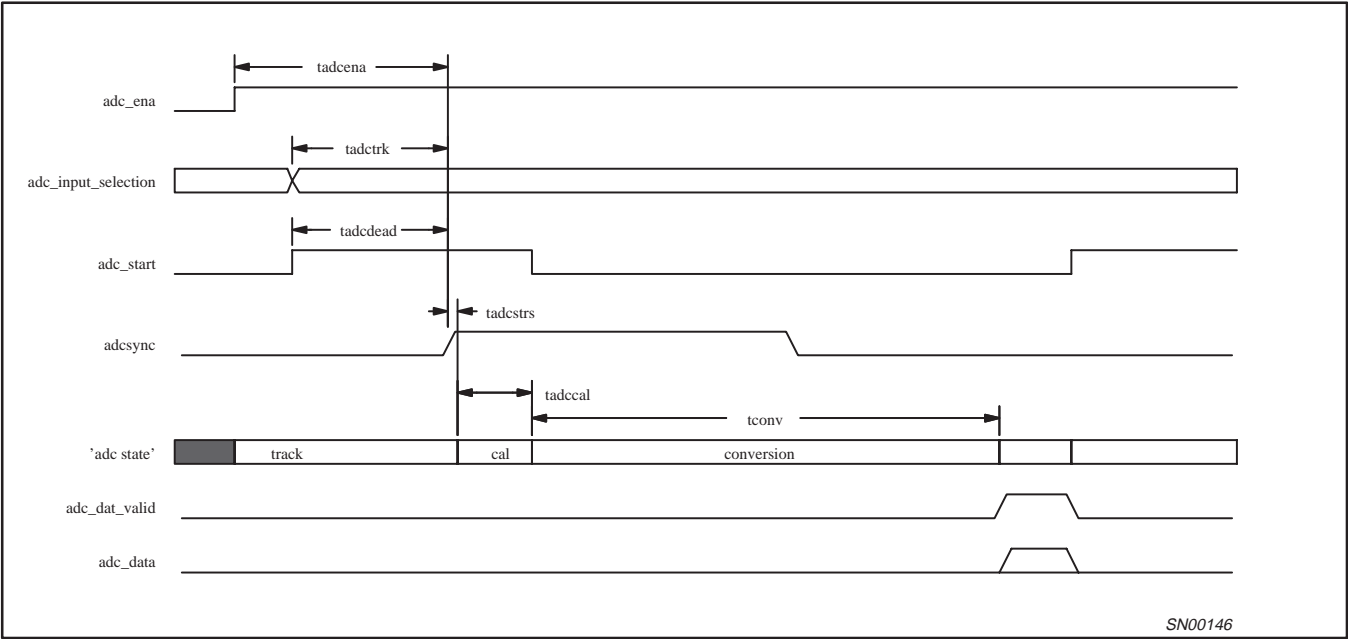 tadcena
adc_ena
tadctrk
adc_input_selection
tadcdead
adc_start
tadcstrs
adcsync
tadccal
tconv
'adc state'
track
cal
conversion
adc_dat_valid
adc_data
SN00146